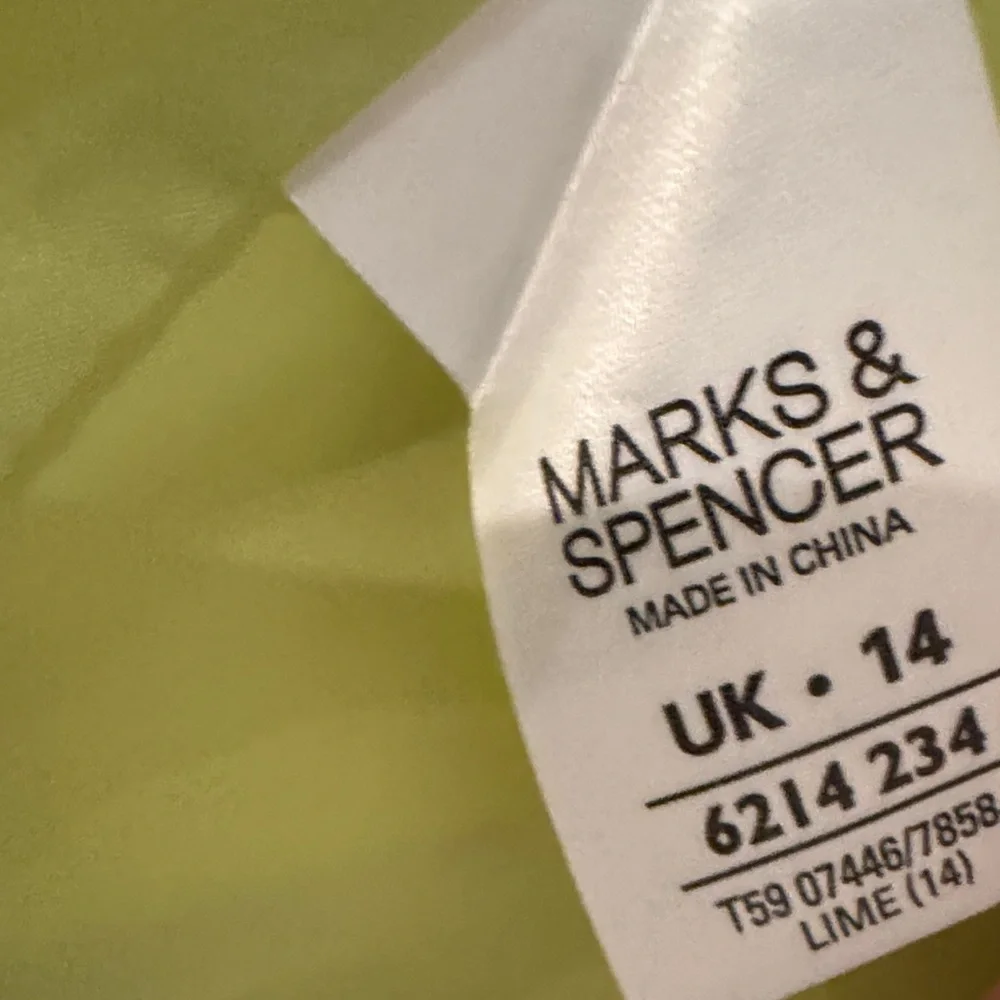 MARKS &
SPENCER
MADE IN CHINA
UK • 14
6214 234
T59 07446/7858
LIME (14)